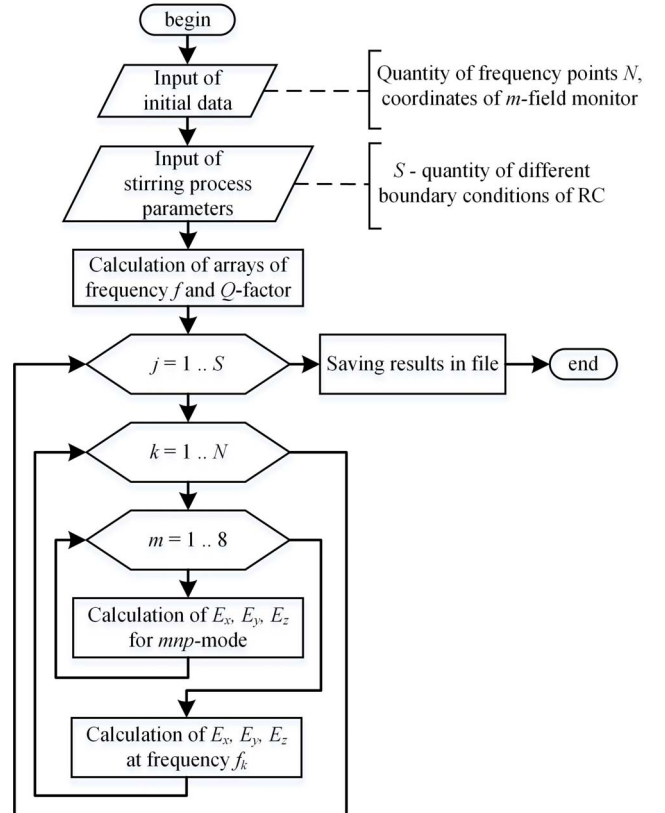 begin
Input of
initial data
Quantity of frequency points N,
coordinates of m-field monitor
Input of
stirring process
parameters
S - quantity of different
boundary conditions of RC
Calculation of arrays of
frequency f and Q-factor
j = 1 .. S
Saving results in file
end
k = 1 .. N
m = 1 .. 8
Calculation of Ex, Ey, Ez
for mnp-mode
Calculation of Ex, Ey, Ez
at frequency fk